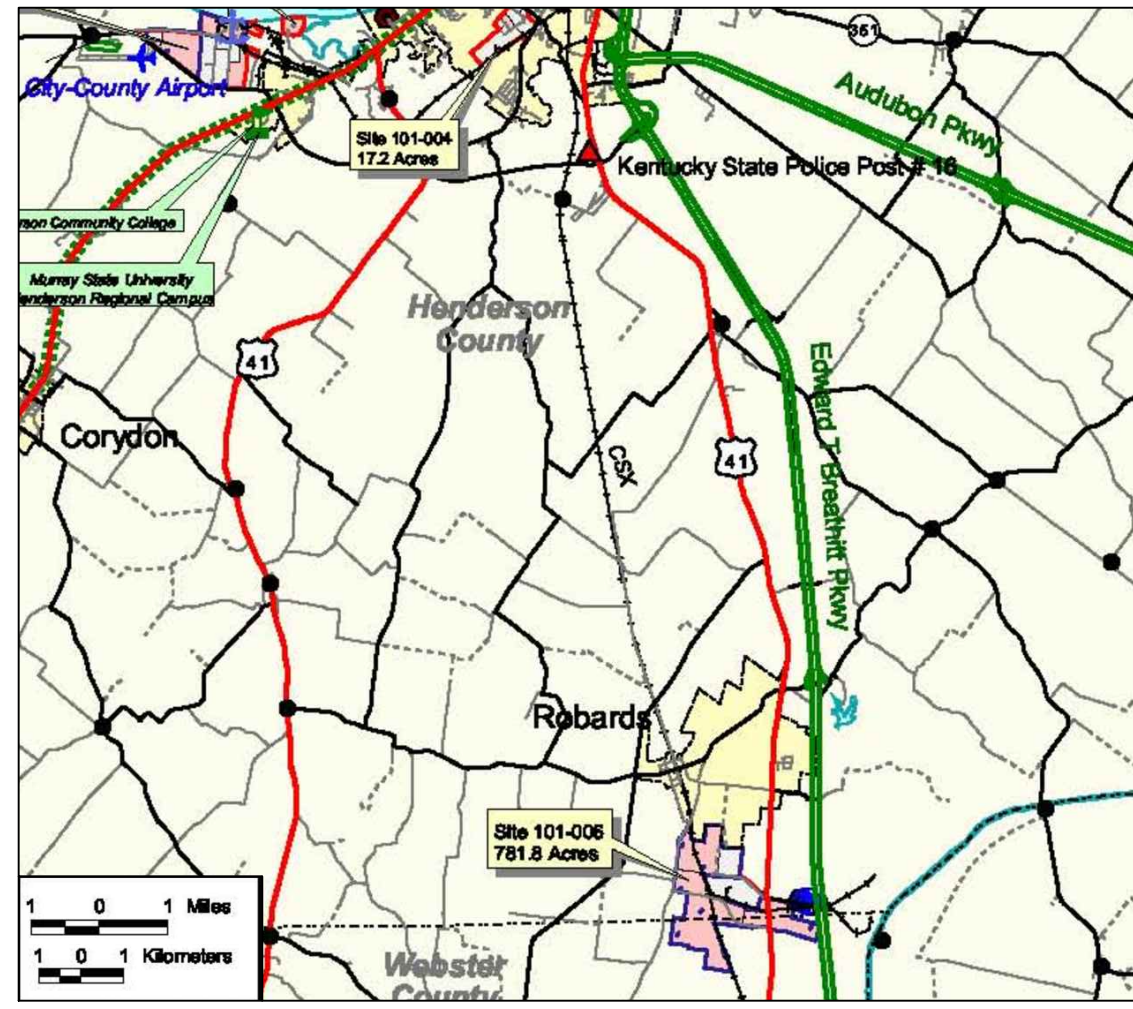 351
City-County Airport
Audubon Pkwy
Site 101-004
17.2 Acres
Kentucky State Police Post # 16
son Community College
Murray State University
enderson Regional Campus
Henderson
County
41
Edward T. Breathitt Pkwy
Corydon
CSX
41
Robards
Site 101-006
781.8 Acres
1 0 1 Miles
1 0 1 Kilometers
Webster
County